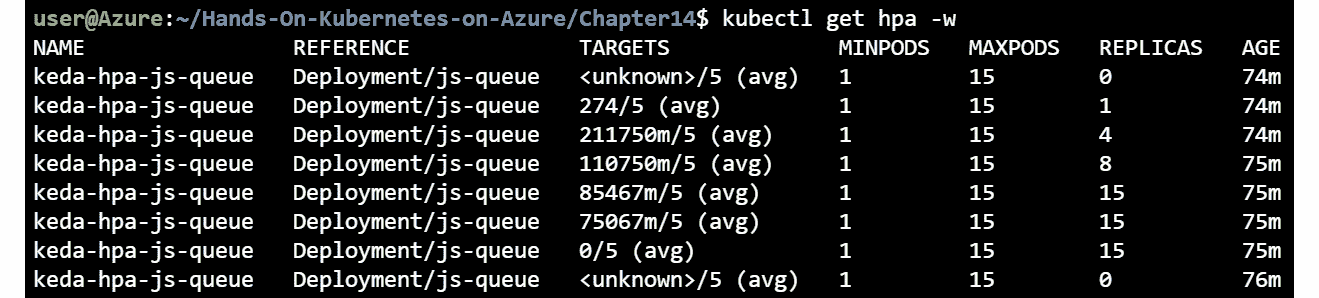 user@Azure:~/Hands-On-Kubernetes-on-Azure/Chapter14$ kubectl get hpa -w
NAME REFERENCE TARGETS MINPODS MAXPODS REPLICAS AGE
keda-hpa-js-queue Deployment/js-queue <unknown>/5 (avg) 1 15 0 74m
keda-hpa-js-queue Deployment/js-queue 274/5 (avg) 1 15 1 74m
keda-hpa-js-queue Deployment/js-queue 211750m/5 (avg) 1 15 4 74m
keda-hpa-js-queue Deployment/js-queue 110750m/5 (avg) 1 15 8 75m
keda-hpa-js-queue Deployment/js-queue 85467m/5 (avg) 1 15 15 75m
keda-hpa-js-queue Deployment/js-queue 75067m/5 (avg) 1 15 15 75m
keda-hpa-js-queue Deployment/js-queue 0/5 (avg) 1 15 15 75m
keda-hpa-js-queue Deployment/js-queue <unknown>/5 (avg) 1 15 0 76m